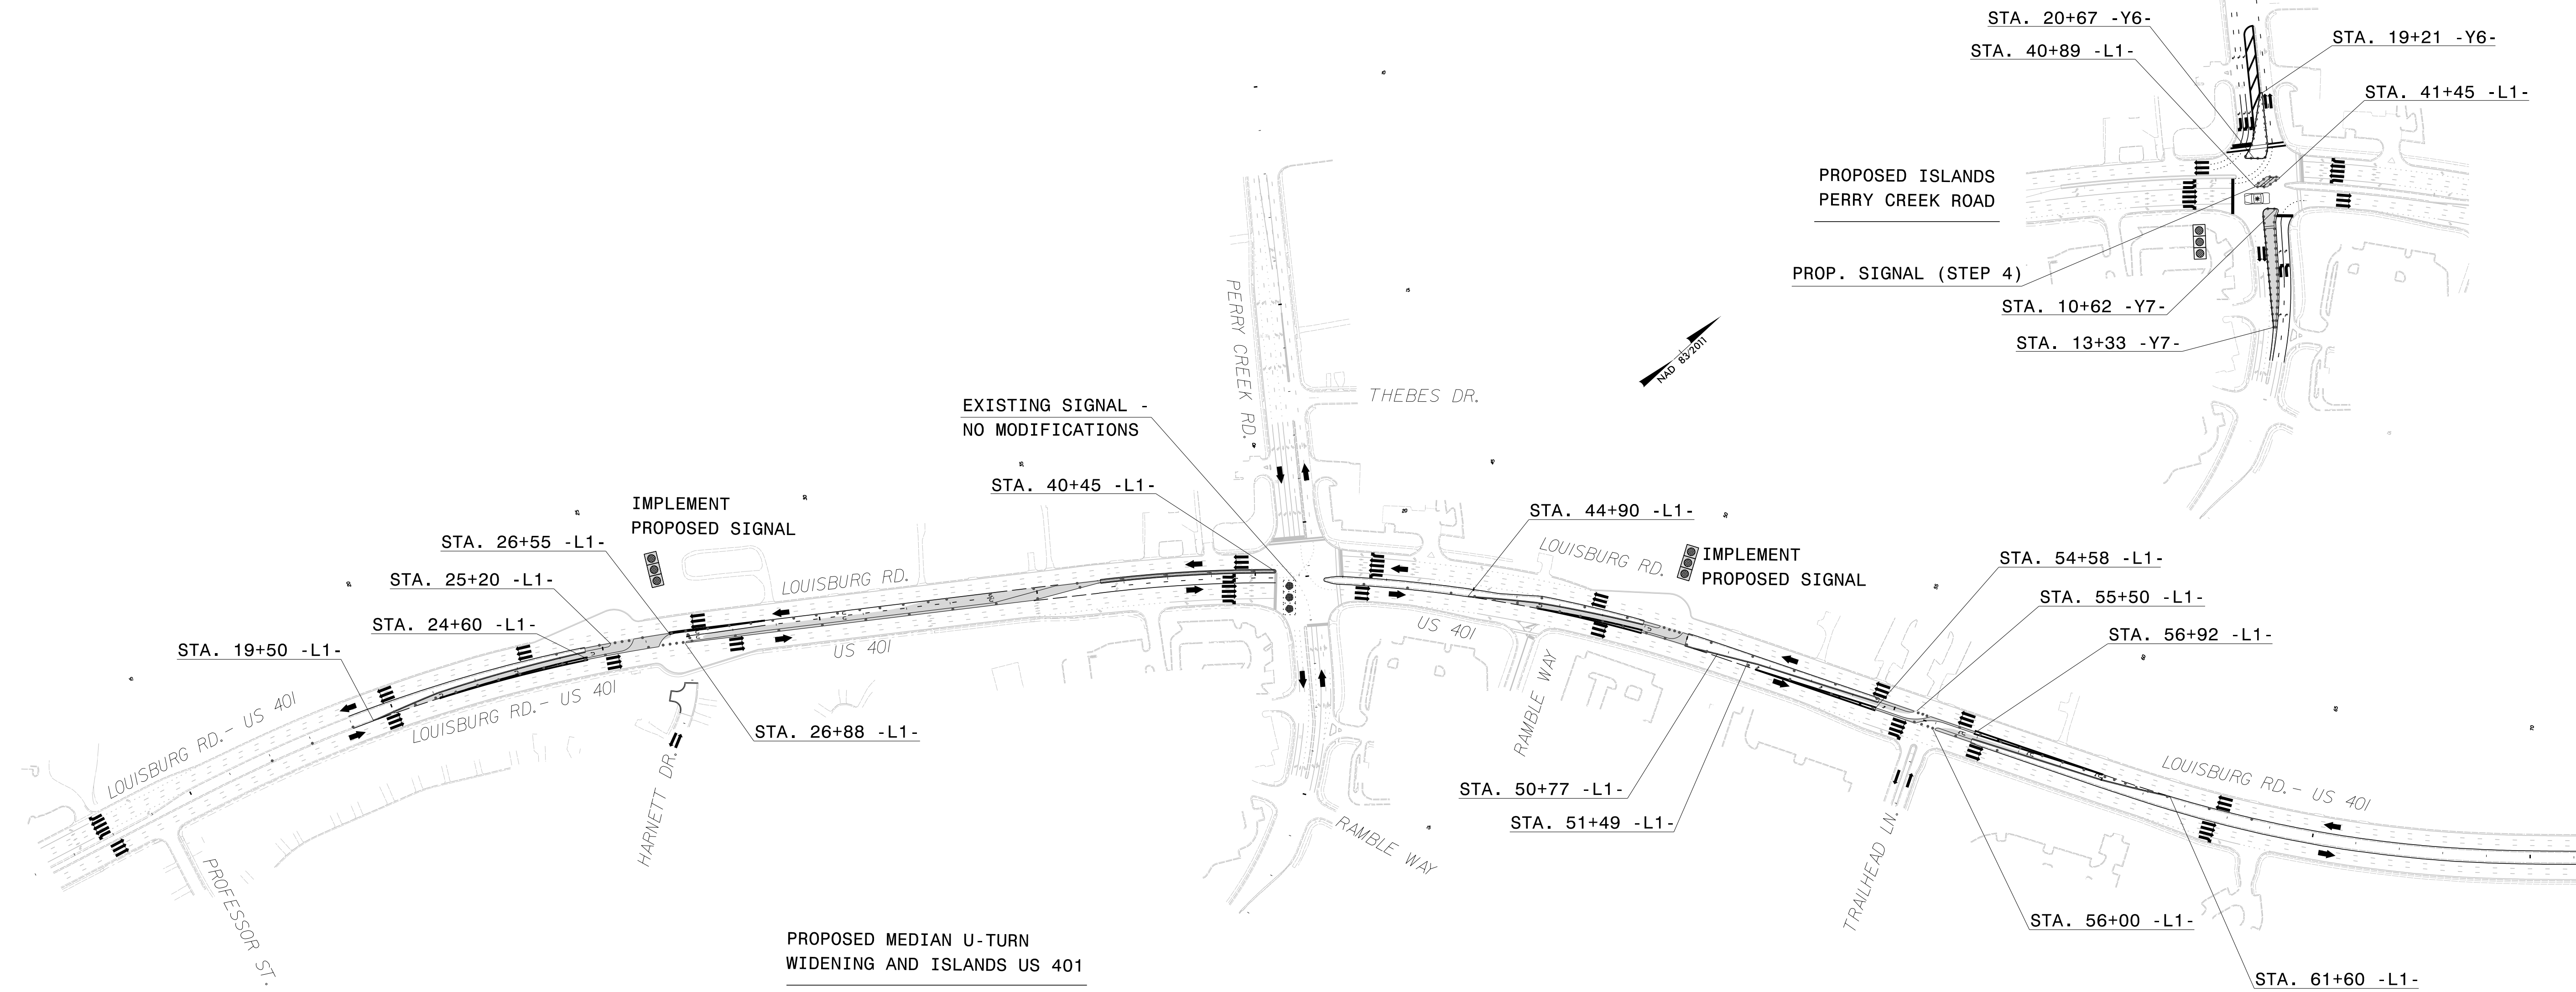 STA. 20+67 -Y6-
STA. 40+89 -L1-
STA. 19+21 -Y6-
STA. 41+45 -L1-
PROPOSED ISLANDS
PERRY CREEK ROAD
PROP. SIGNAL (STEP 4)
STA. 10+62 -Y7-
STA. 13+33 -Y7-
NAD 83/2011
PERRY CREEK RD.
THEBES DR.
EXISTING SIGNAL -
NO MODIFICATIONS
STA. 40+45 -L1-
IMPLEMENT
PROPOSED SIGNAL
STA. 26+55 -L1-
STA. 25+20 -L1-
STA. 24+60 -L1-
STA. 19+50 -L1-
LOUISBURG RD.
US 401
LOUISBURG RD.- US 401
LOUISBURG RD.- US 401
STA. 26+88 -L1-
HARNETT DR.
PROFESSOR ST.
STA. 44+90 -L1-
LOUISBURG RD.
IMPLEMENT
PROPOSED SIGNAL
US 401
RAMBLE WAY
RAMBLE WAY
STA. 54+58 -L1-
STA. 55+50 -L1-
STA. 56+92 -L1-
STA. 50+77 -L1-
STA. 51+49 -L1-
LOUISBURG RD.- US 401
TRAILHEAD LN.
STA. 56+00 -L1-
STA. 61+60 -L1-
PROPOSED MEDIAN U-TURN
WIDENING AND ISLANDS US 401